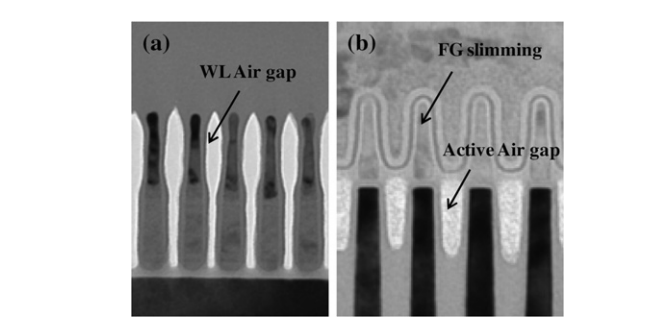 (a)
WL Air gap
(b)
FG slimming
Active Air gap